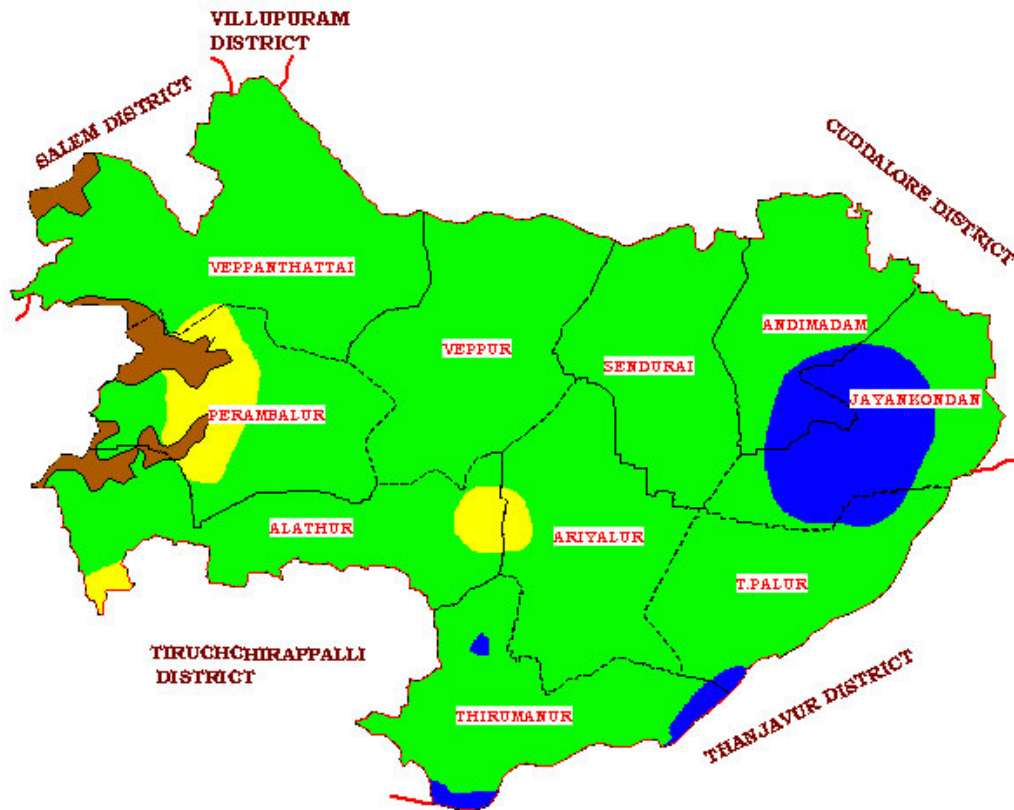 VILLUPURAM
DISTRICT
SALEM DISTRICT
CUDDALORE DISTRICT
VEPPANTHATTAI
ANDIMADAM
VEPPUR
SENDURAI
JAYANKONDAN
PERAMBALUR
ALATHUR
ARIYALUR
T.PALUR
TIRUCHCHIRAPPALLI
DISTRICT
THIRUMANUR
THANJAVUR DISTRICT